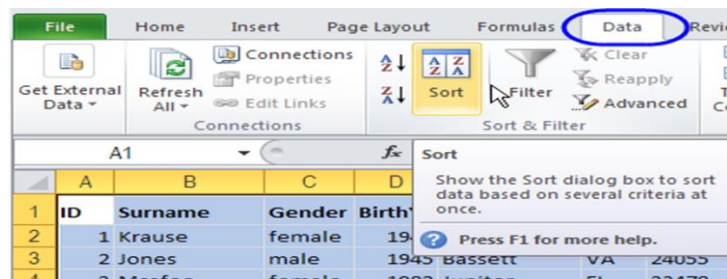 File Home Insert Page Layout Formulas Data
Connections Clear
Properties Reapply
Get External Data Refresh All Sort Filter
Edit Links Advanced
Connections Sort & Filter
A1 fx
Sort
Show the Sort dialog box to sort
data based on several criteria at
once.
Press F1 for more help.
A B C D
1 ID Surname Gender
2 1 Krause female
3 2 Jones male 1945 Bassett VA 24055